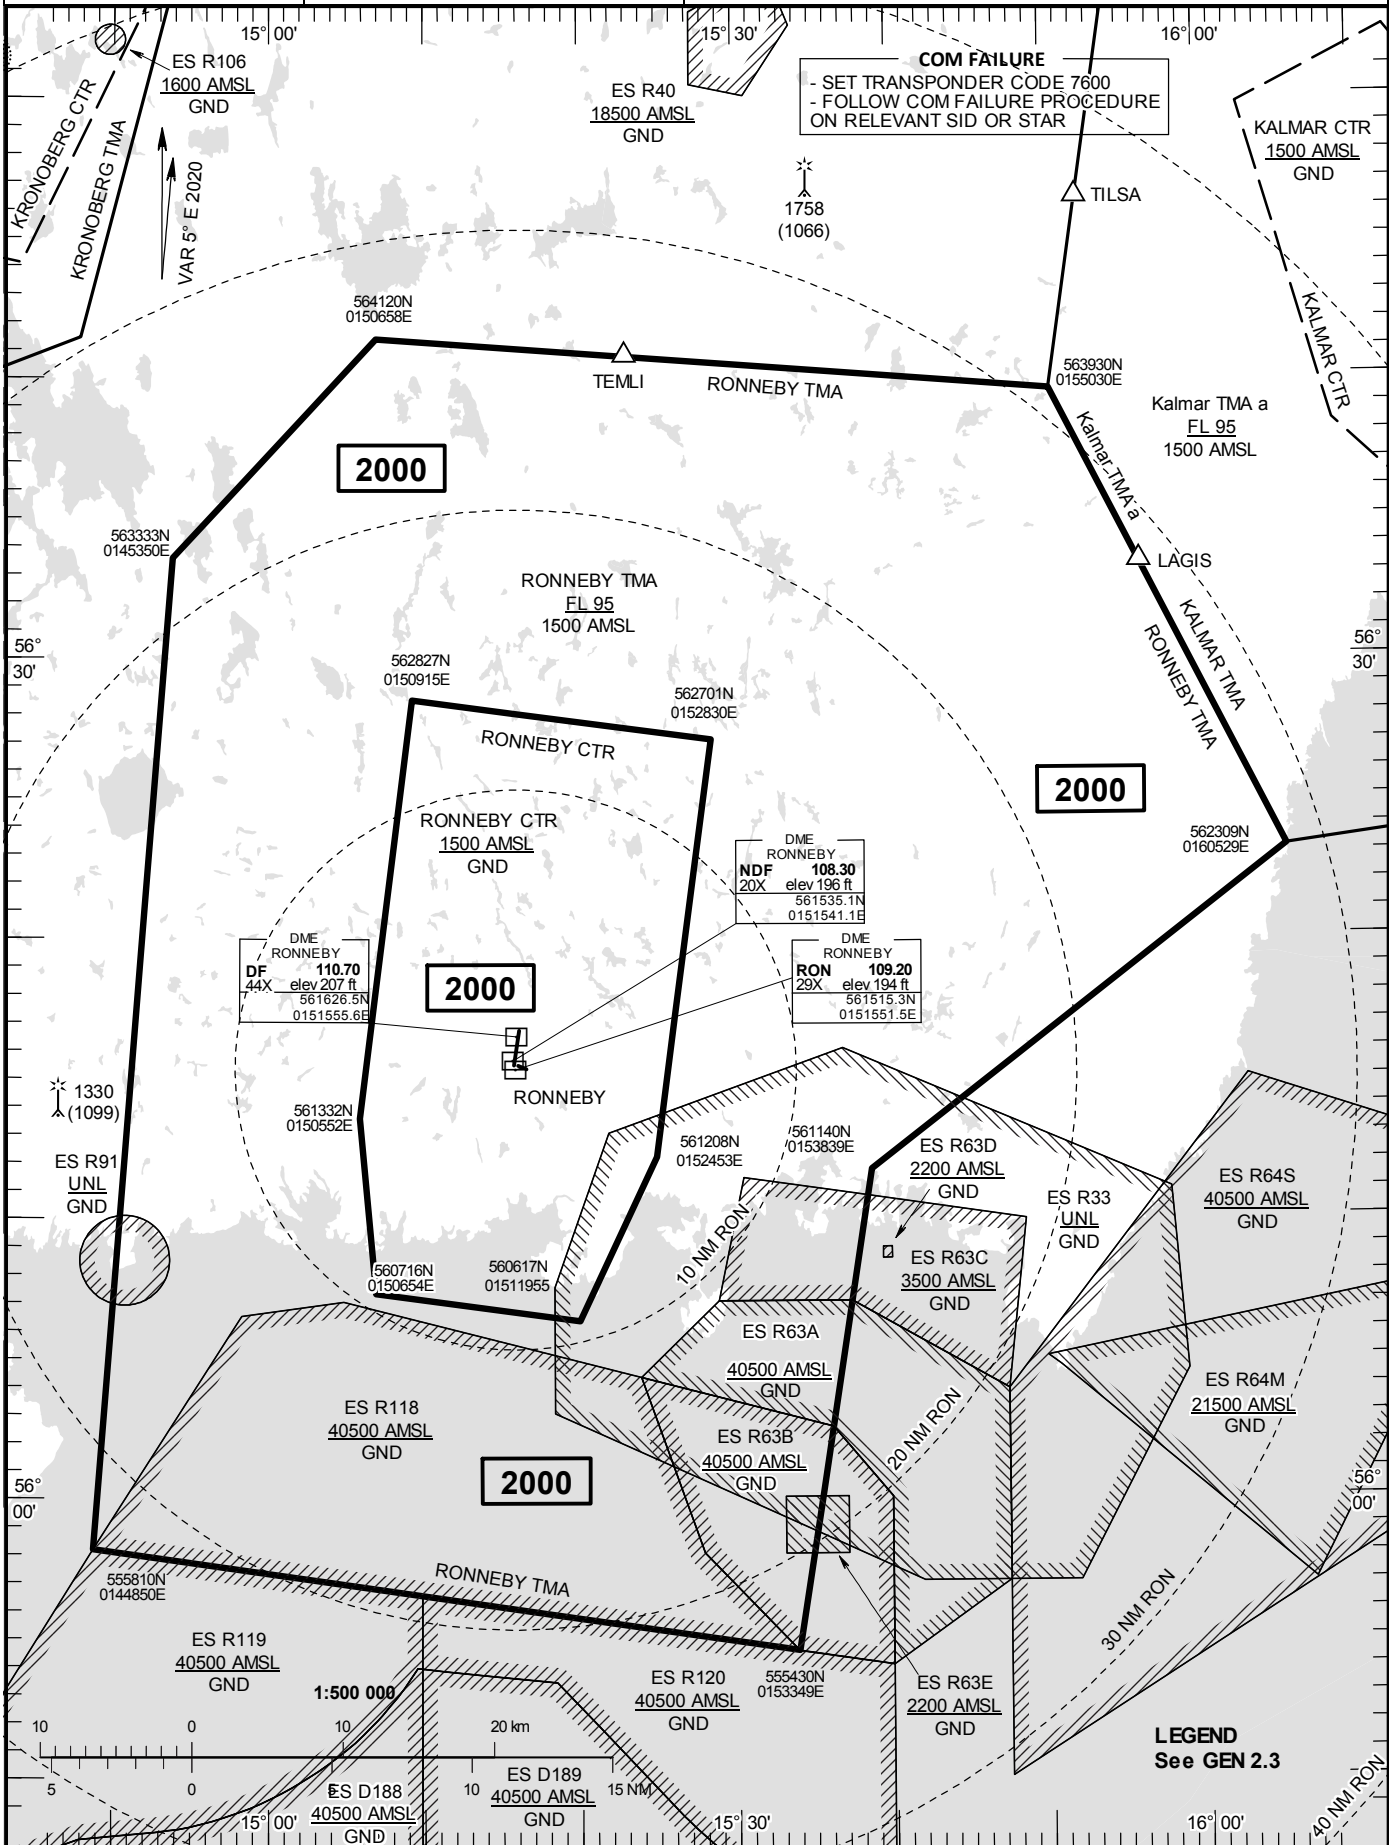 15° 00'
15° 30'
16° 00'
ES R106
1600 AMSL
GND
KRONOBERG CTR
KRONOBERG TMA
VAR 5° E 2020
ES R40
18500 AMSL
GND
COM FAILURE
- SET TRANSPONDER CODE 7600
- FOLLOW COM FAILURE PROCEDURE
ON RELEVANT SID OR STAR
KALMAR CTR
1500 AMSL
GND
TILSA
1758
(1066)
KALMAR CTR
564120N
0150658E
TEMLI
RONNEBY TMA
563930N
0155030E
Kalmar TMA a
FL 95
1500 AMSL
Kalmar TMA a
2000
563333N
0145350E
LAGIS
KALMAR TMA
RONNEBY TMA
RONNEBY TMA
FL 95
1500 AMSL
56°
30'
56°
30'
562827N
0150915E
562701N
0152830E
RONNEBY CTR
2000
RONNEBY CTR
1500 AMSL
GND
562309N
0160529E
DME
RONNEBY
NDF 108.30
20X elev 196 ft
561535.1N
0151541.1E
DME
RONNEBY
DF 110.70
44X elev 207 ft
561626.5N
0151555.6E
2000
DME
RONNEBY
RON 109.20
29X elev 194 ft
561515.3N
0151551.5E
RONNEBY
1330
(1099)
561332N
0150552E
561208N
0152453E
561140N
0153839E
ES R91
UNL
GND
ES R63D
2200 AMSL
GND
ES R33
UNL
GND
ES R64S
40500 AMSL
GND
10 NM RON
560716N
0150654E
560617N
01511955
ES R63C
3500 AMSL
GND
ES R63A
40500 AMSL
GND
ES R64M
21500 AMSL
GND
ES R118
40500 AMSL
GND
20 NM RON
ES R63B
40500 AMSL
GND
2000
56°
00'
56°
00'
555810N
0144850E
RONNEBY TMA
30 NM RON
ES R119
40500 AMSL
GND
ES R120
40500 AMSL
GND
555430N
0153349E
ES R63E
2200 AMSL
GND
1:500 000
10 0 10 20 km
5 0 5 10 15 NM
LEGEND
See GEN 2.3
ES D188
40500 AMSL
GND
ES D189
40500 AMSL
GND
40 NM RON
15° 00'
15° 30'
16° 00'